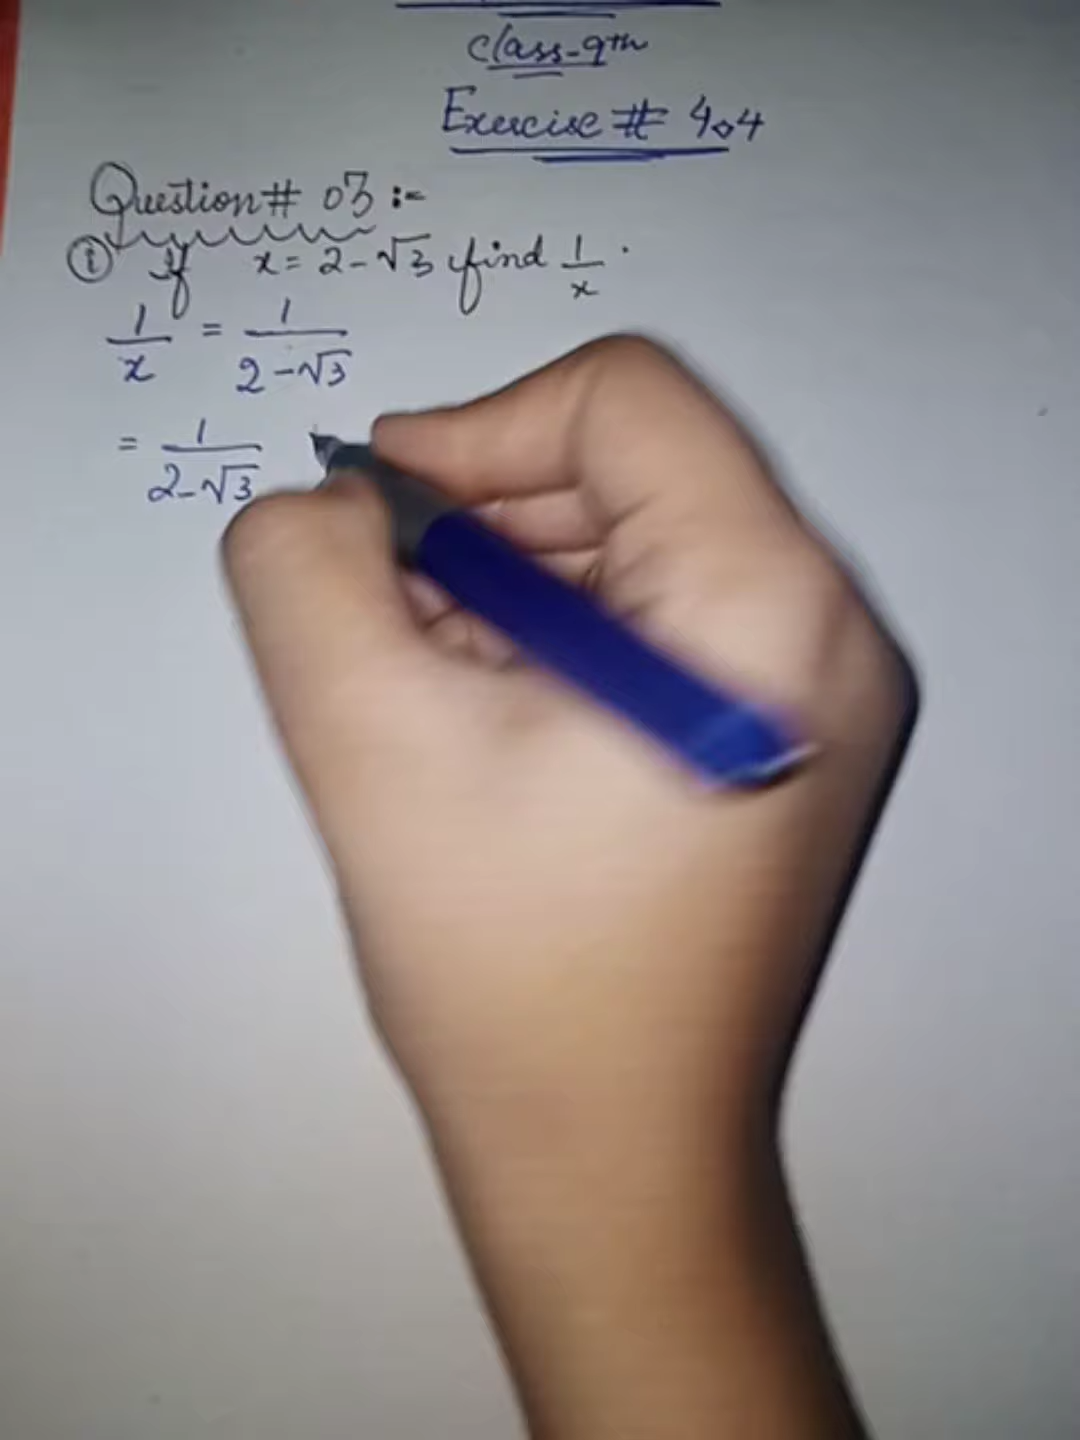 Class-9th
Exercise # 4.4
Question # 03 :-
(i) If x = 2 - √3 find 1/x .
1/x = 1/(2 - √3)
= 1/(2 - √3)